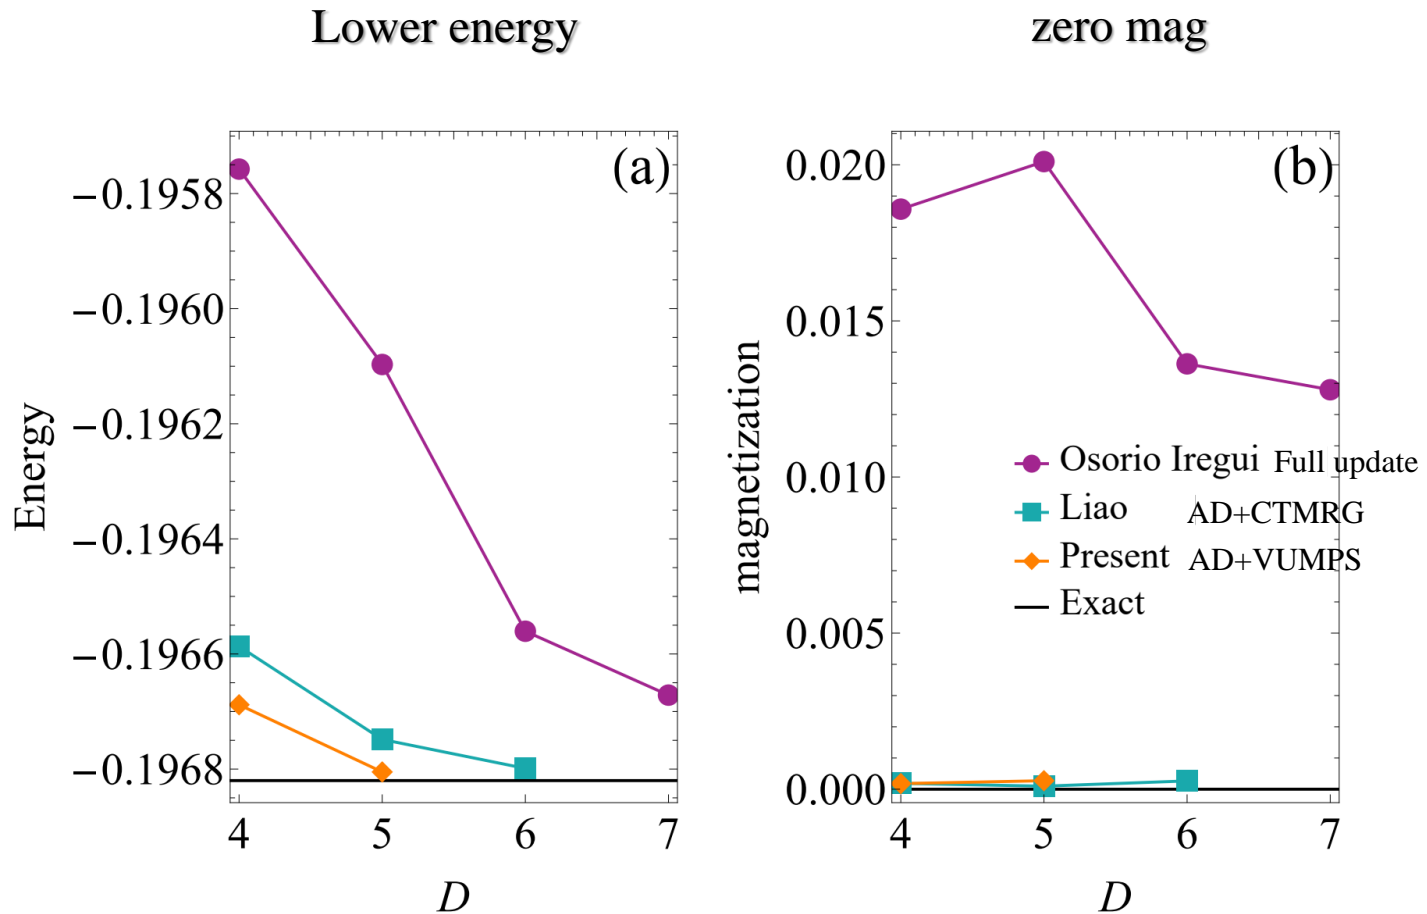 Lower energy
zero mag
(a)
−0.1958
−0.1960
−0.1962
−0.1964
−0.1966
−0.1968
Energy
4 5 6 7
D
(b)
0.020
0.015
0.010
0.005
0.000
magnetization
Osorio Iregui Full update
Liao AD+CTMRG
Present AD+VUMPS
Exact
4 5 6 7
D